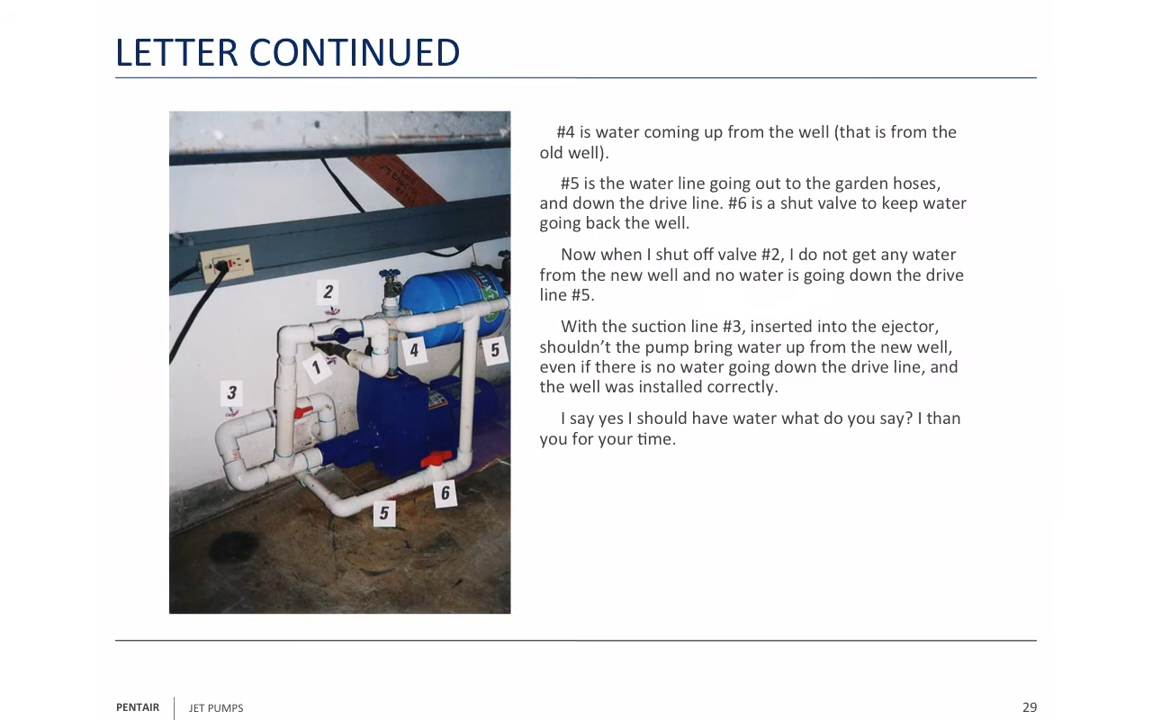 LETTER CONTINUED
#4 is water coming up from the well (that is from the
old well).
#5 is the water line going out to the garden hoses,
and down the drive line. #6 is a shut valve to keep water
going back the well.
Now when I shut off valve #2, I do not get any water
from the new well and no water is going down the drive
line #5.
With the suction line #3, inserted into the ejector,
shouldn’t the pump bring water up from the new well,
even if there is no water going down the drive line, and
the well was installed correctly.
I say yes I should have water what do you say? I than
you for your time.
2
1
4
5
3
6
5
PENTAIR
JET PUMPS
29